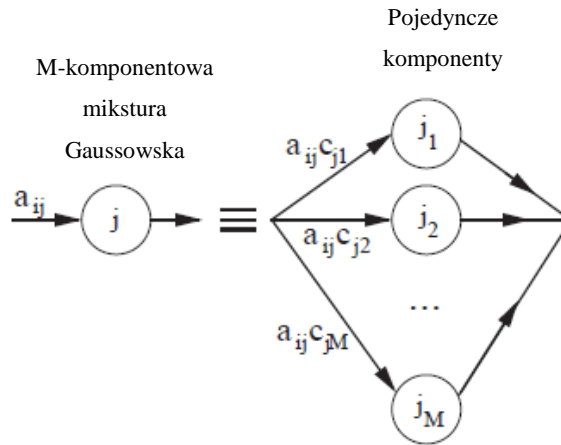 M-komponentowa
mikstura
Gaussowska
a_ij
j
≡
Pojedyncze
komponenty
a_ij c_j1
j_1
a_ij c_j2
j_2
...
a_ij c_jM
j_M